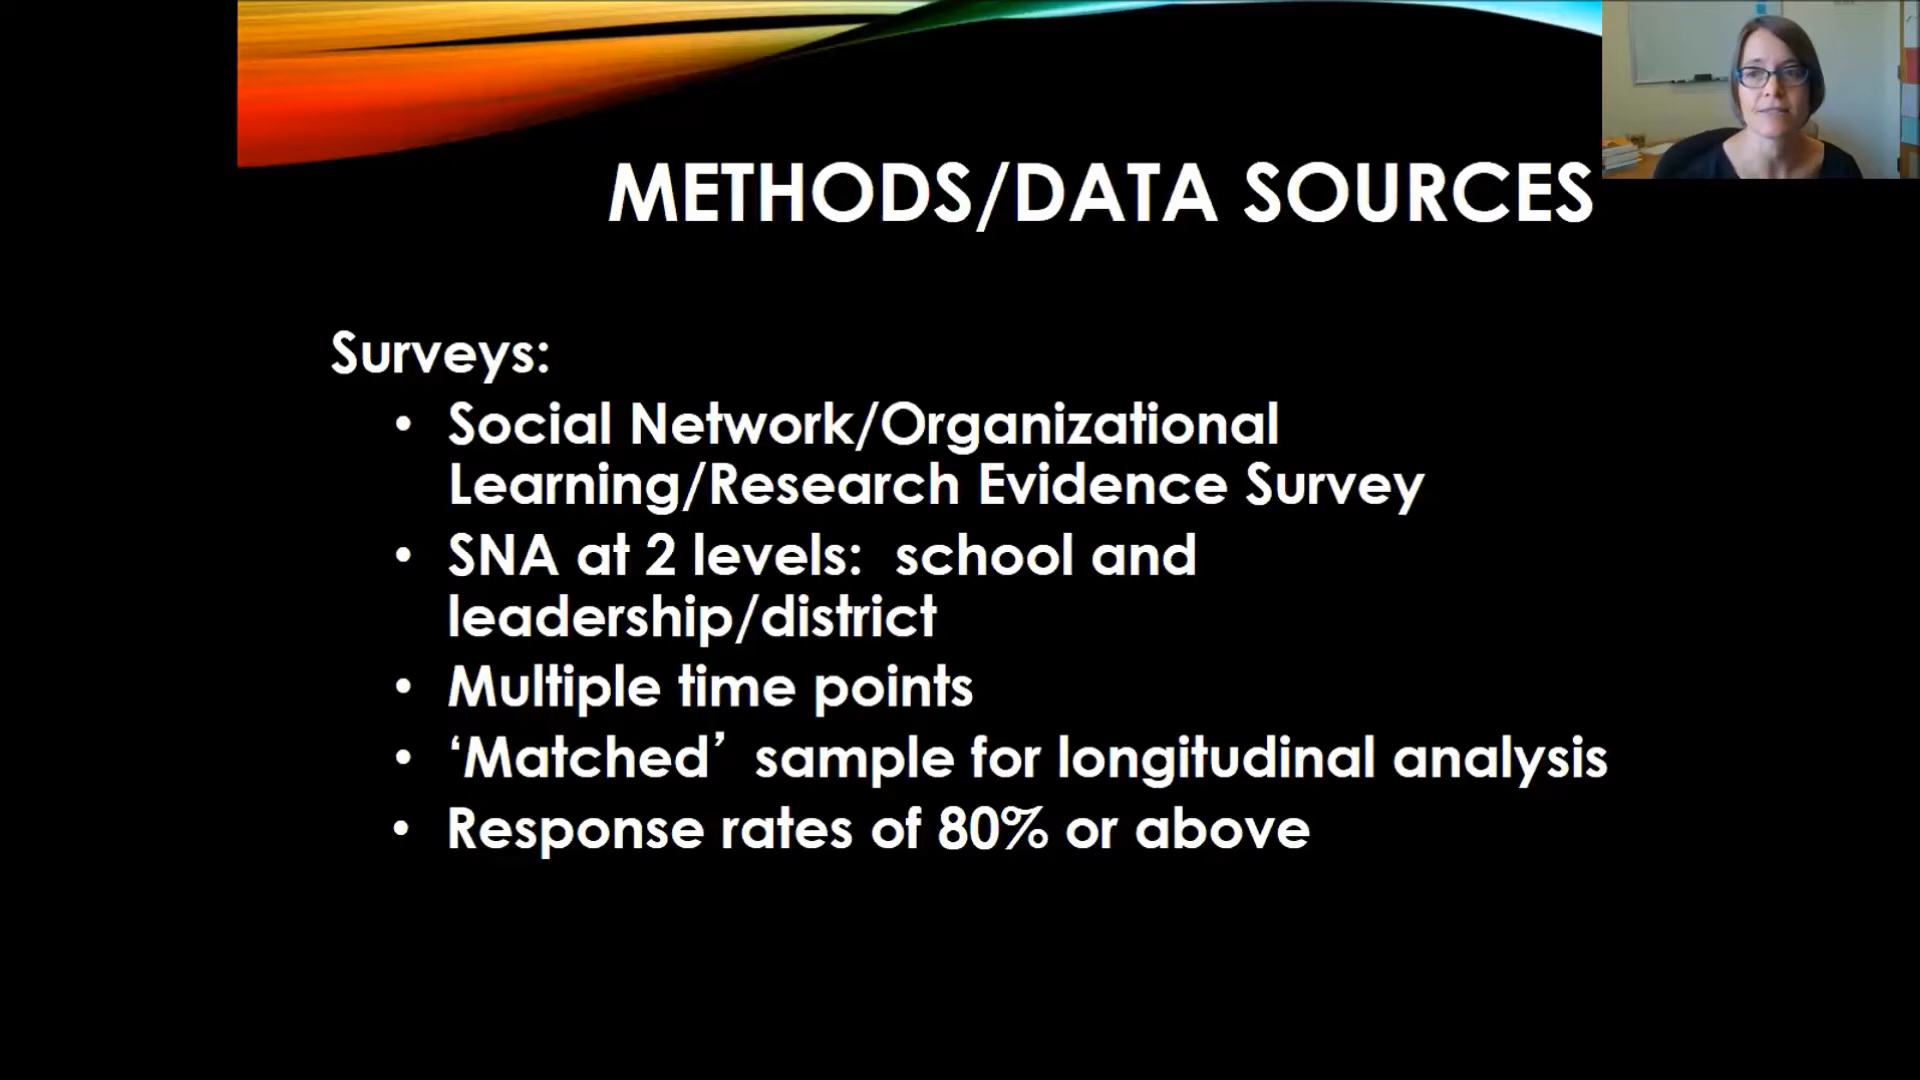 METHODS/DATA SOURCES
Surveys:
• Social Network/Organizational
Learning/Research Evidence Survey
• SNA at 2 levels:  school and
leadership/district
• Multiple time points
• ‘Matched’ sample for longitudinal analysis
• Response rates of 80% or above